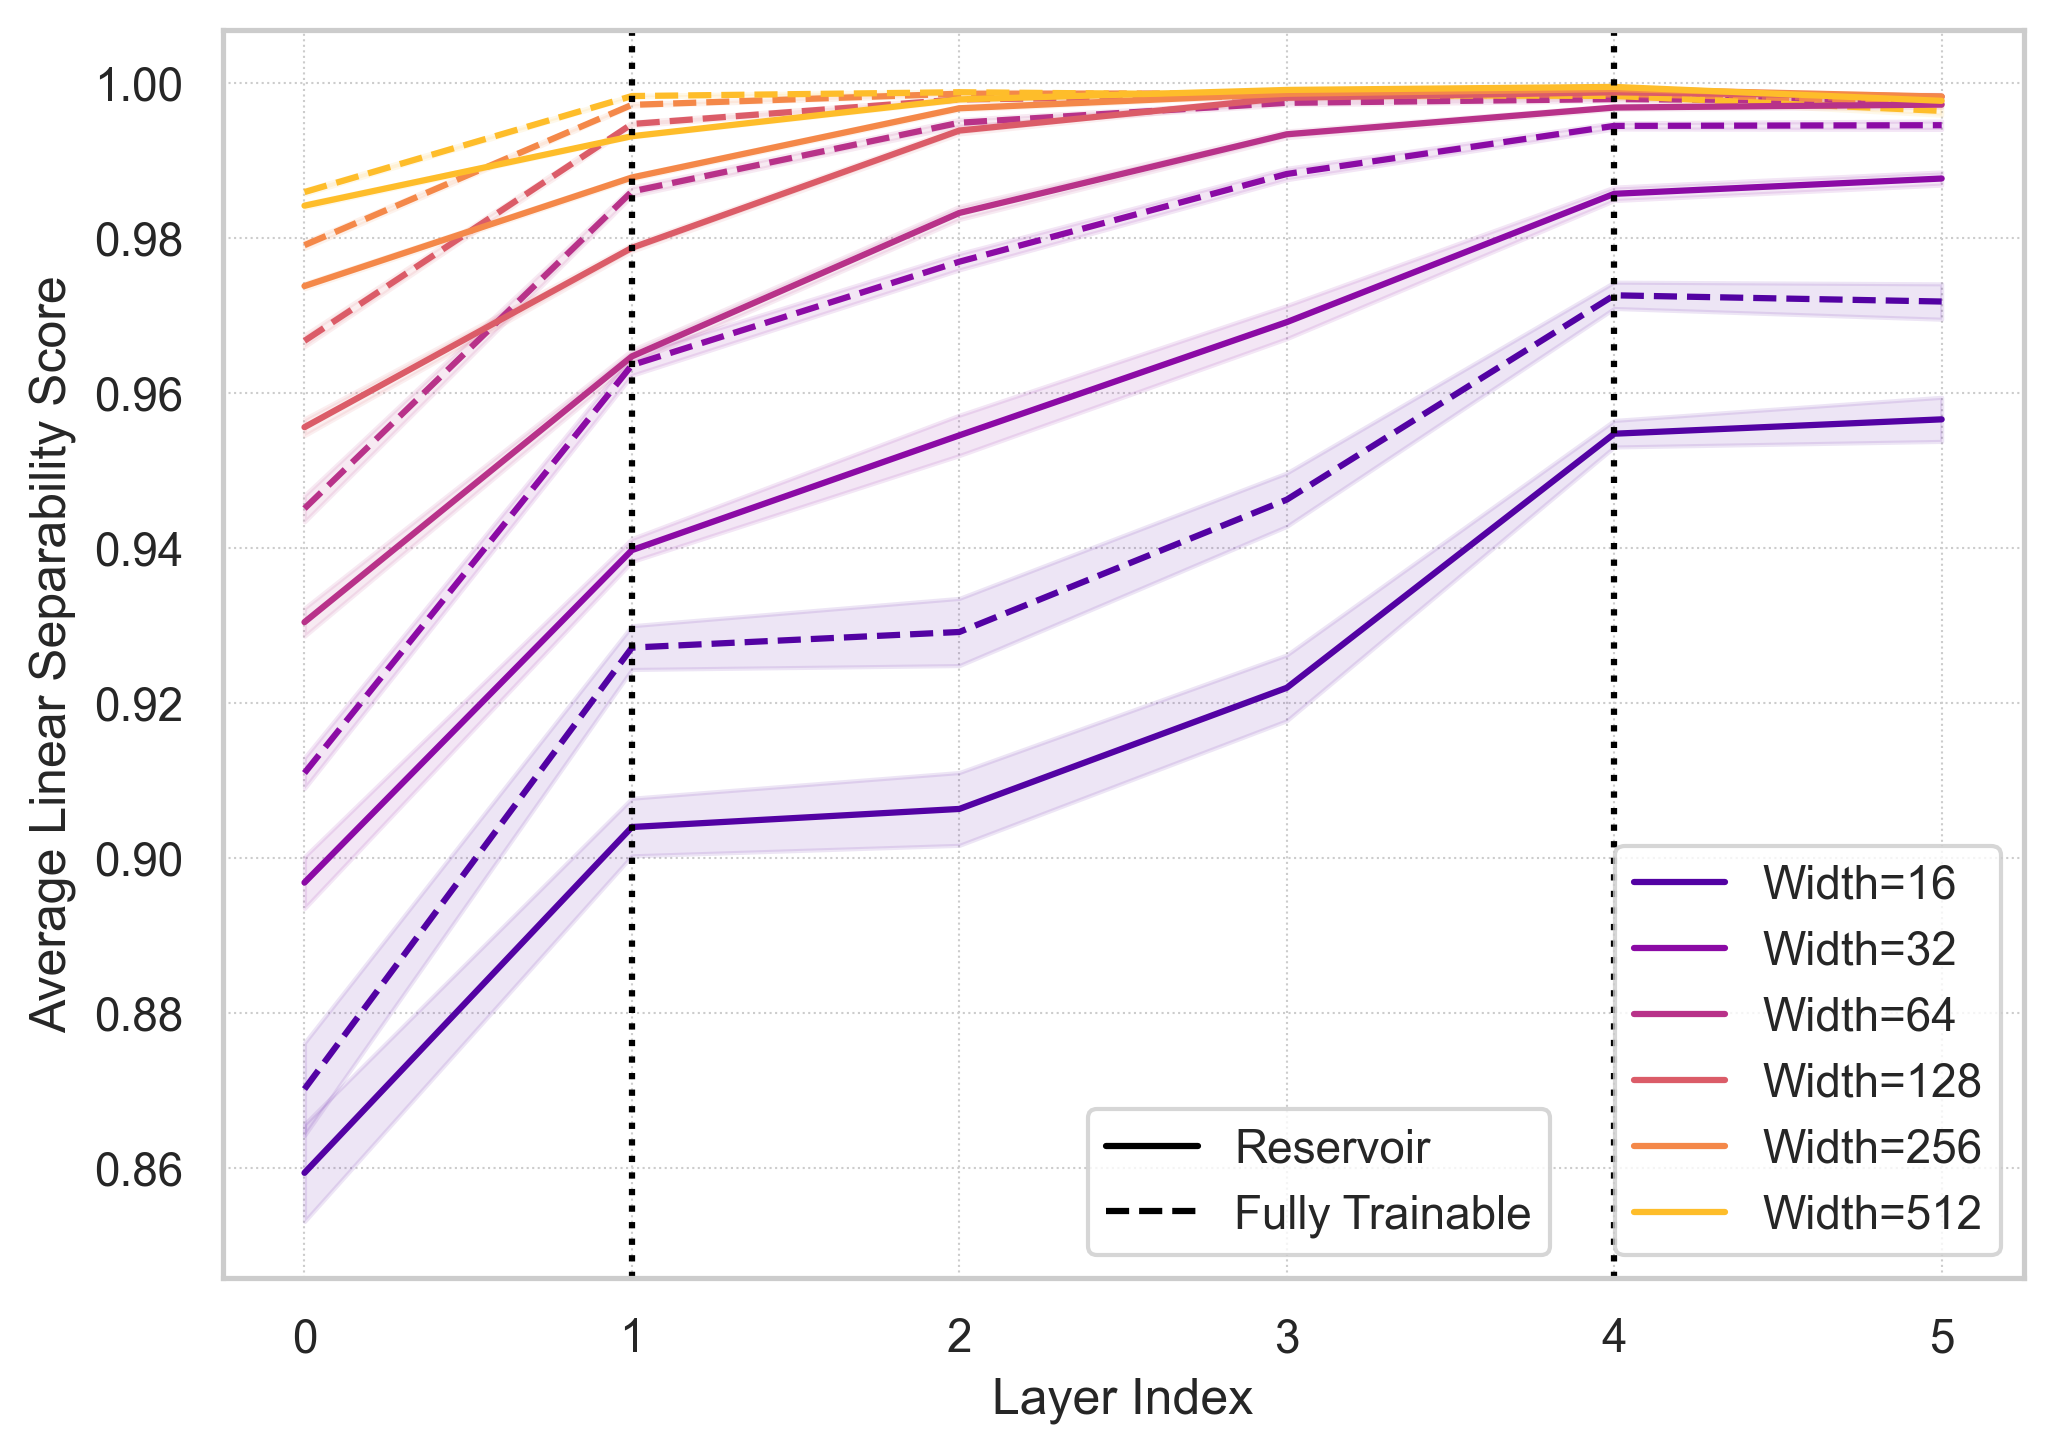 Average Linear Separability Score
1.00
0.98
0.96
0.94
0.92
0.90
0.88
0.86
0
1
2
3
4
5
Layer Index
Reservoir
Fully Trainable
Width=16
Width=32
Width=64
Width=128
Width=256
Width=512